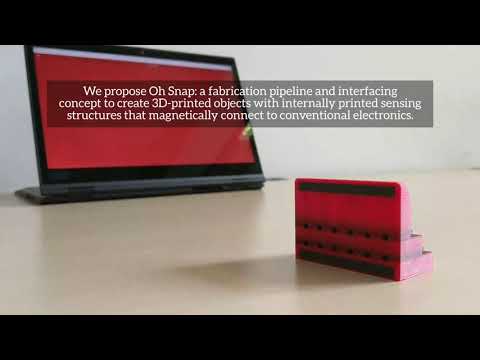 We propose Oh Snap: a fabrication pipeline and interfacing
concept to create 3D-printed objects with internally printed sensing
structures that magnetically connect to conventional electronics.